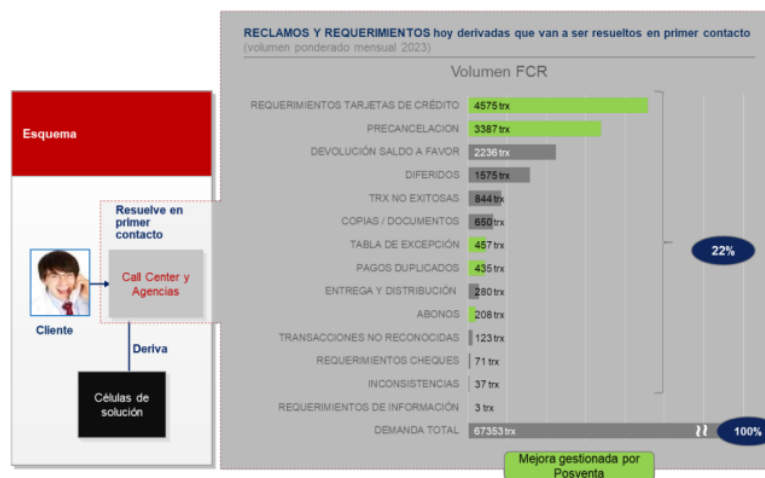 RECLAMOS Y REQUERIMIENTOS hoy derivadas que van a ser resueltos en primer contacto
(volumen ponderado mensual 2023)
Volumen FCR
Esquema
Resuelve en
primer
contacto
Call Center y
Agencias
Cliente
Deriva
Células de
solución
REQUERIMIENTOS TARJETAS DE CRÉDITO 4575 trx
PRECANCELACION 3387 trx
DEVOLUCIÓN SALDO A FAVOR 2236 trx
DIFERIDOS 1575 trx
TRX NO EXITOSAS 844 trx
COPIAS / DOCUMENTOS 650 trx
TABLA DE EXCEPCIÓN 457 trx
PAGOS DUPLICADOS 435 trx
ENTREGA Y DISTRIBUCIÓN 280 trx
ABONOS 208 trx
TRANSACCIONES NO RECONOCIDAS 123 trx
REQUERIMIENTOS CHEQUES 71 trx
INCONSISTENCIAS 37 trx
REQUERIMIENTOS DE INFORMACIÓN 3 trx
DEMANDA TOTAL 67353 trx
22%
100%
Mejora gestionada por
Posventa